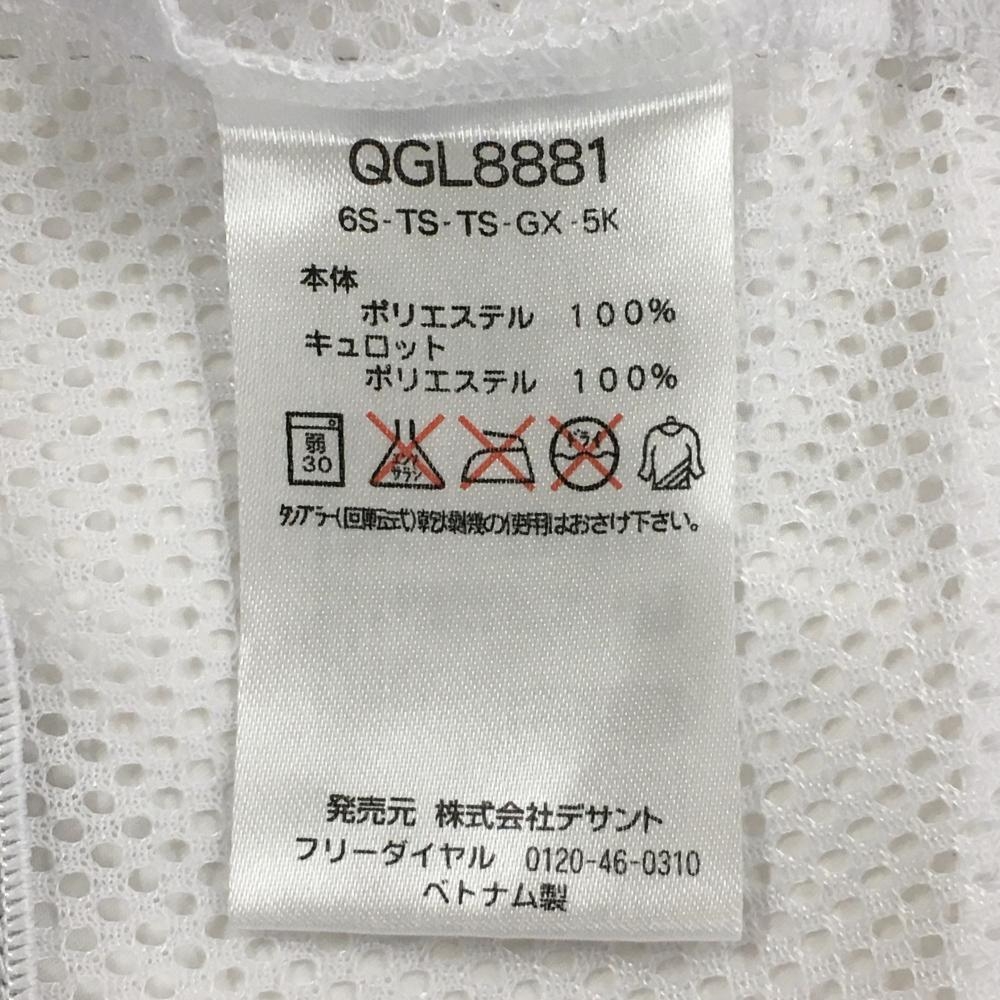 QGL8881
6S-TS-TS-GX-5K
本体
ポリエステル 100%
キュロット
ポリエステル 100%
弱 30
エンソ サラシ
ドライ
タンブラー(回転式)乾燥機の使用はおさけ下さい。
発売元 株式会社デサント
フリーダイヤル 0120-46-0310
ベトナム製